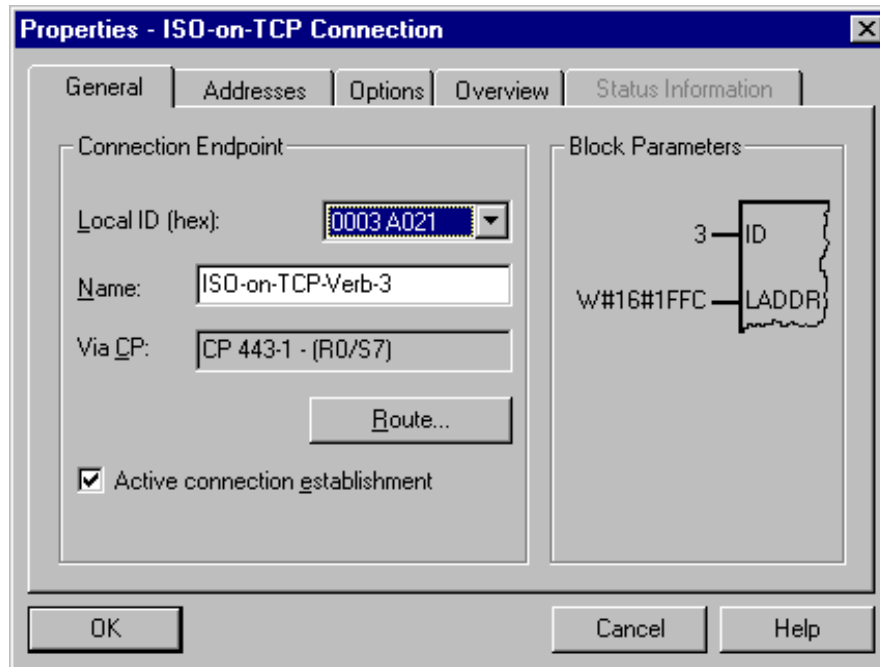 Properties - ISO-on-TCP Connection
General Addresses Options Overview Status Information
Connection Endpoint
Local ID (hex): 0003 A021
Name: ISO-on-TCP-Verb-3
Via CP: CP 443-1 - (R0/S7)
Route...
Active connection establishment
Block Parameters
3 ID
W#16#1FFC LADDR
OK Cancel Help